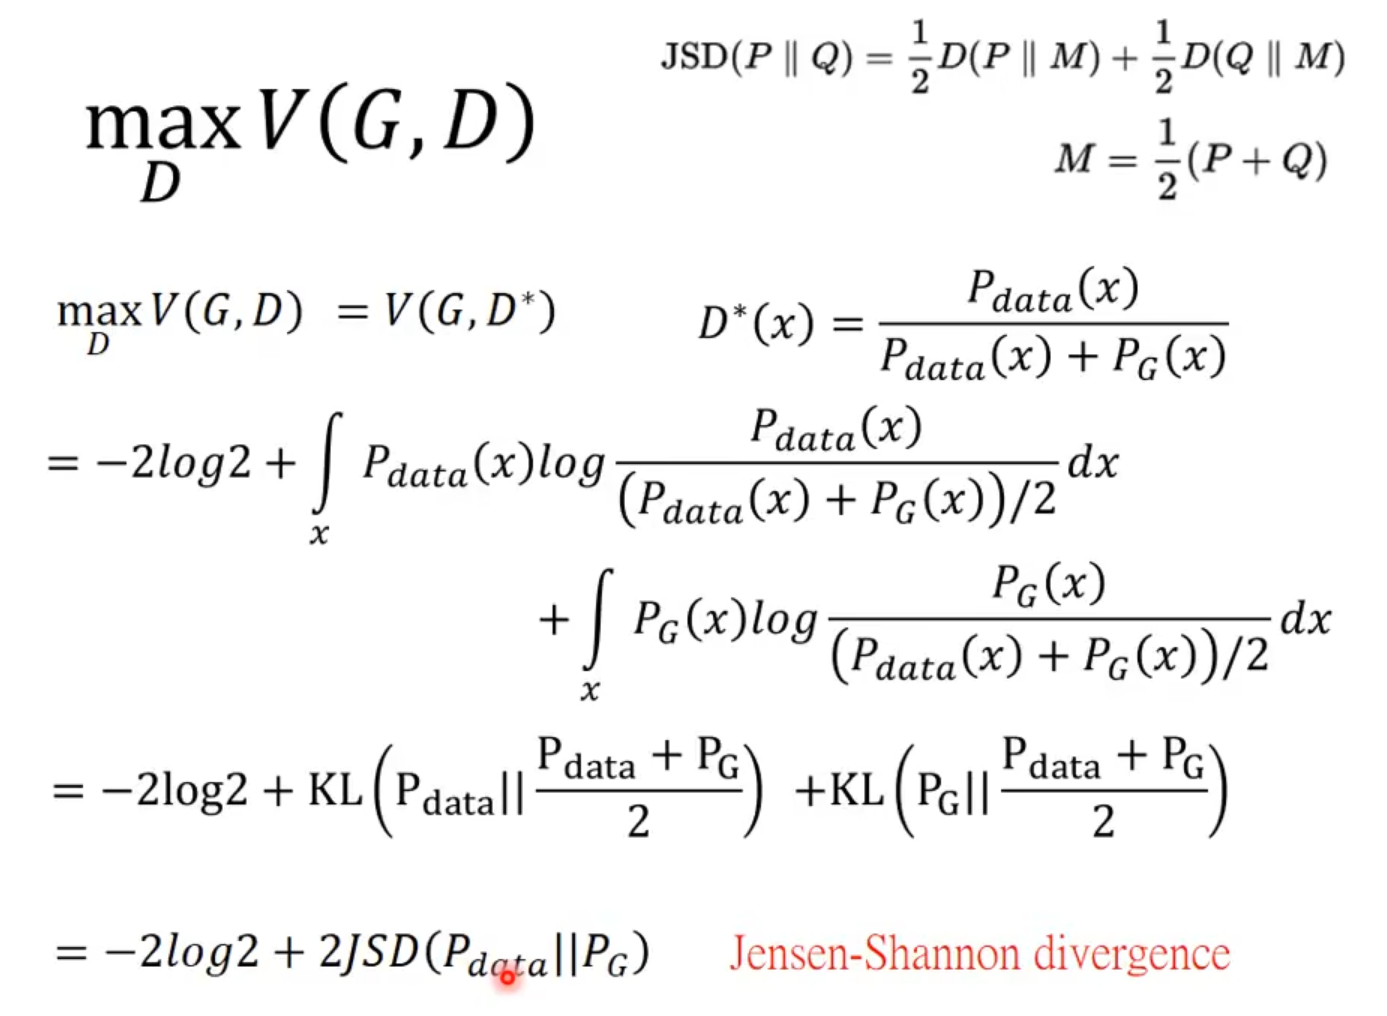 JSD(P ∥ Q) = 1/2 D(P ∥ M) + 1/2 D(Q ∥ M)
max_D V(G, D)
M = 1/2 (P + Q)
max_D V(G, D) = V(G, D*)
D*(x) = P_data(x) / (P_data(x) + P_G(x))
= −2log2 + ∫_x P_data(x)log P_data(x) / ((P_data(x) + P_G(x))/2) dx
+ ∫_x P_G(x)log P_G(x) / ((P_data(x) + P_G(x))/2) dx
= −2log2 + KL(P_data||(P_data + P_G)/2) +KL(P_G||(P_data + P_G)/2)
= −2log2 + 2JSD(P_data||P_G)
Jensen-Shannon divergence